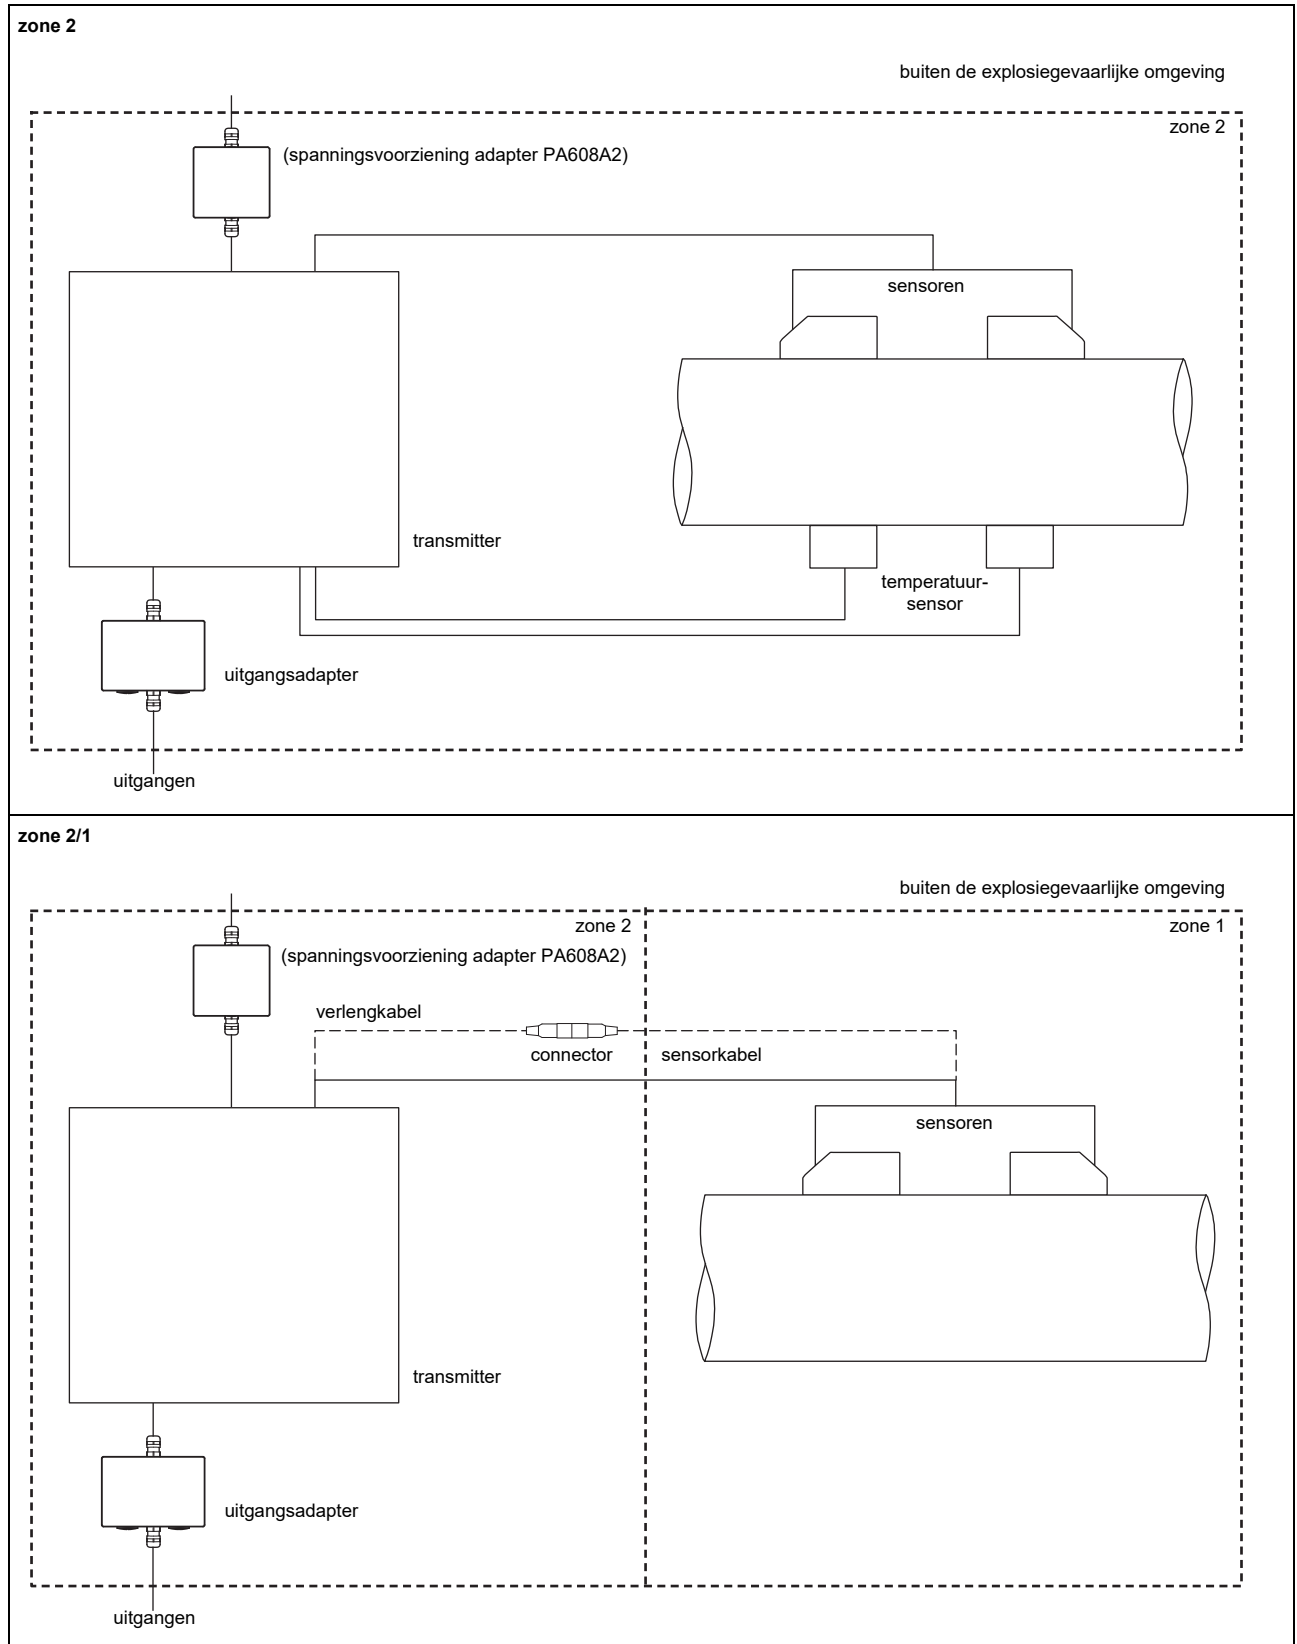 zone 2
buiten de explosiegevaarlijke omgeving
zone 2
(spanningsvoorziening adapter PA608A2)
sensoren
transmitter
temperatuur-
sensor
uitgangsadapter
uitgangen
zone 2/1
buiten de explosiegevaarlijke omgeving
zone 2
zone 1
(spanningsvoorziening adapter PA608A2)
verlengkabel
connector
sensorkabel
sensoren
transmitter
uitgangsadapter
uitgangen